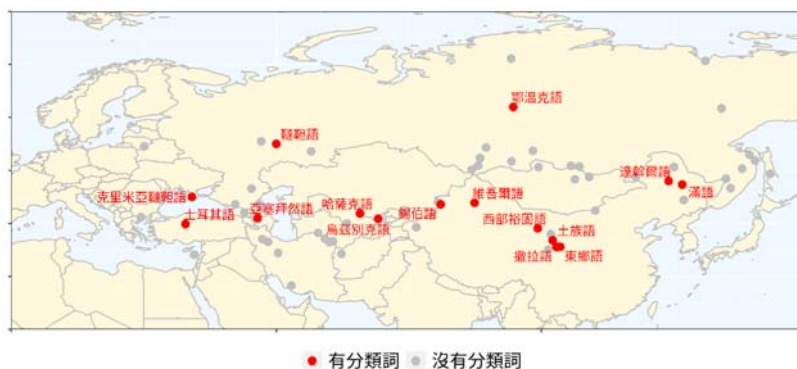 鄂温克語
韃靼語
達斡爾語
滿語
克里米亞韃靼語
土耳其語
亞塞拜然語
哈薩克語
烏茲別克語
錫伯語
維吾爾語
西部裕固語
土族語
撒拉語
東鄉語
有分類詞
沒有分類詞